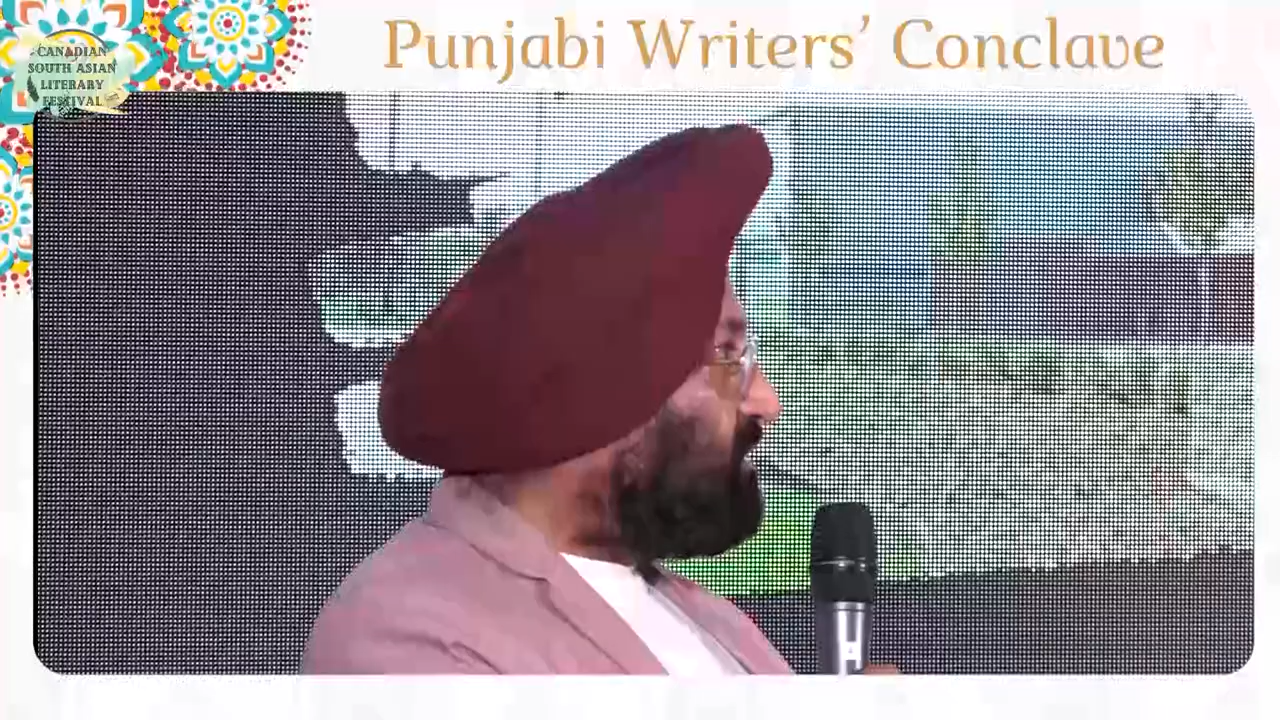 Punjabi Writers' Conclave
CANADIAN
SOUTH ASIAN
LITERARY
FESTIVAL